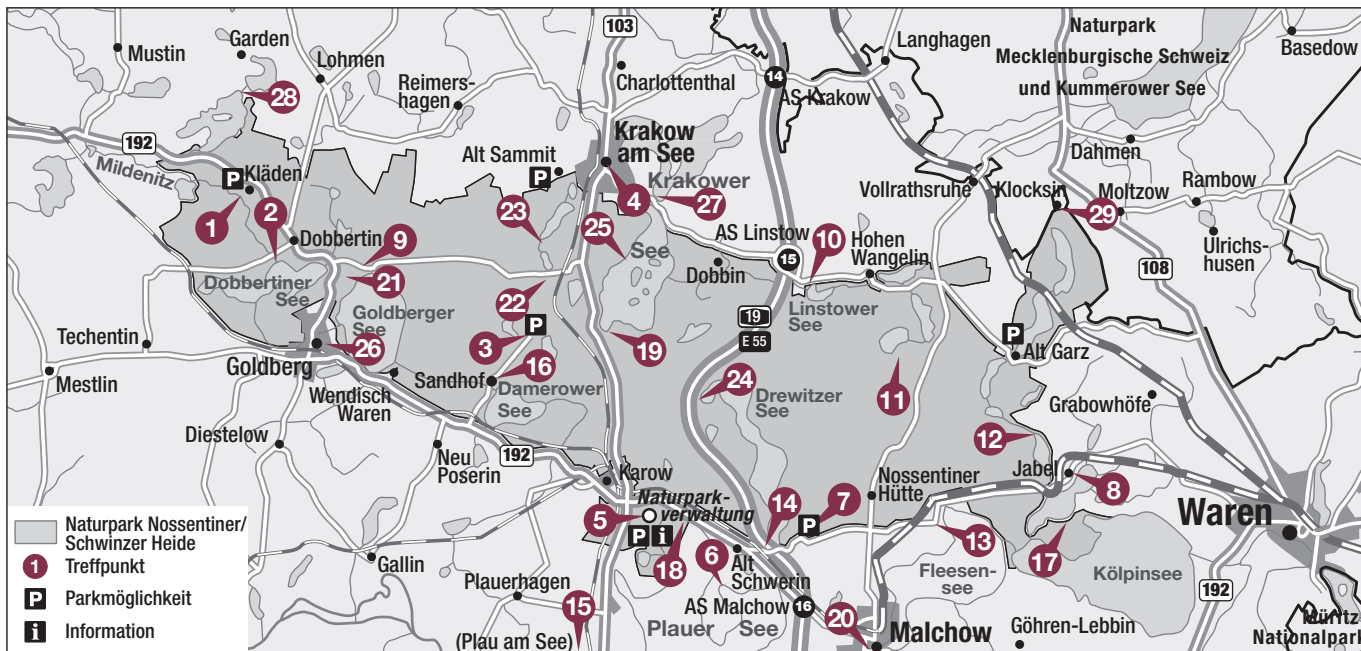 Mustin
Garden
Lohmen
Reimers-
hagen
103
Charlottenthal
14
AS Krakow
Langhagen
Naturpark
Mecklenburgische Schweiz
und Kummerower See
Basedow
28
192
Mildenitz
P
Kläden
Alt Sammit
P
Krakow
am See
Krakower
4
27
Vollratsruhe
Dahmen
Klocksin
Moltzow
Rambow
29
Ulrichs-
husen
1
2
Dobbertin
9
23
25
See
AS Linstow
15
10
Hohen
Wangelin
Dobbin
108
Dobbertiner
See
21
22
Linstower
See
Goldberger
See
19
E 55
P
Alt Garz
Techentin
26
3
P
19
Goldberg
Mestlin
Sandhof
16
Damerower
See
24
Drewitzer
See
11
Grabowhöfe
Wendisch
Waren
Diestelow
Neu
Poserin
192
12
Jabel
8
Karow
Nossentiner
Hütte
Waren
Naturpark-
verwaltung
5
P
i
14
P
7
Naturpark Nossentiner/
Schwinzer Heide
1
Treffpunkt
P
Parkmöglichkeit
i
Information
Gallin
Plauerhagen
18
6
Alt
Schwerin
13
Fleesen-
see
17
Kölpinsee
192
15
(Plau am See)
Plauer
See
AS Malchow
16
20
Malchow
Göhren-Lebbin
Müritz-
Nationalpark